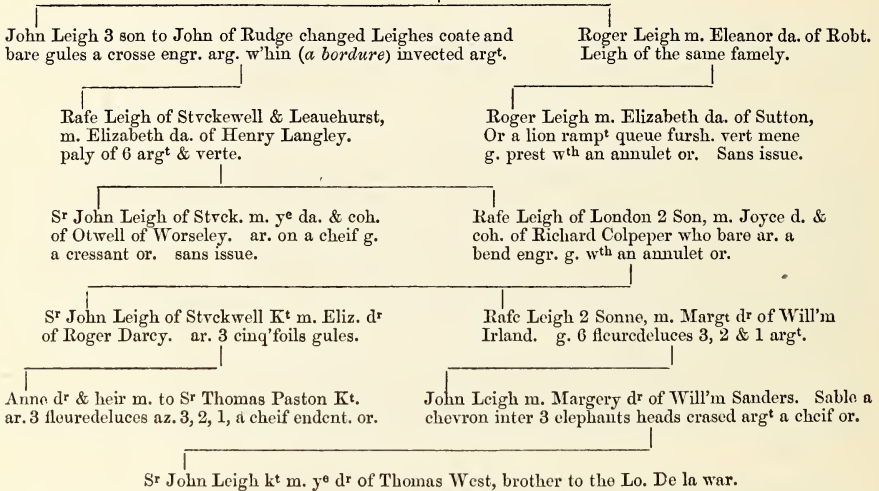 John Leigh 3 son to John of Rudge changed Leighes coate and
bare gules a crosse engr. arg. w'hin (a bordure) invected argt.
Roger Leigh m. Eleanor da. of Robt.
Leigh of the same famely.
Rafe Leigh of Stvckewell & Leauehurst,
m. Elizabeth da. of Henry Langley.
paly of 6 argt & verte.
Roger Leigh m. Elizabeth da. of Sutton,
Or a lion rampt queue fursh. vert mene
g. prest wth an annulet or. Sans issue.
Sr John Leigh of Stvck. m. ye da. & coh.
of Otwell of Worseley. ar. on a cheif g.
a cressant or. sans issue.
Rafe Leigh of London 2 Son, m. Joyce d. &
coh. of Richard Colpeper who bare ar. a
bend engr. g. wth an annulet or.
Sr John Leigh of Stvckwell Kt m. Eliz. dr
of Roger Darcy. ar. 3 cinq'foils gules.
Rafe Leigh 2 Sonne, m. Margt dr of Will'm
Irland. g. 6 fleuredeluces 3, 2 & 1 argt.
Anne dr & heir m. to Sr Thomas Paston Kt.
ar. 3 fleuredeluces az. 3, 2, 1, a cheif endent. or.
John Leigh m. Margery dr of Will'm Sanders. Sable a
chevron inter 3 elephants heads erased argt a cheif or.
Sr John Leigh kt m. ye dr of Thomas West, brother to the Lo. De la war.